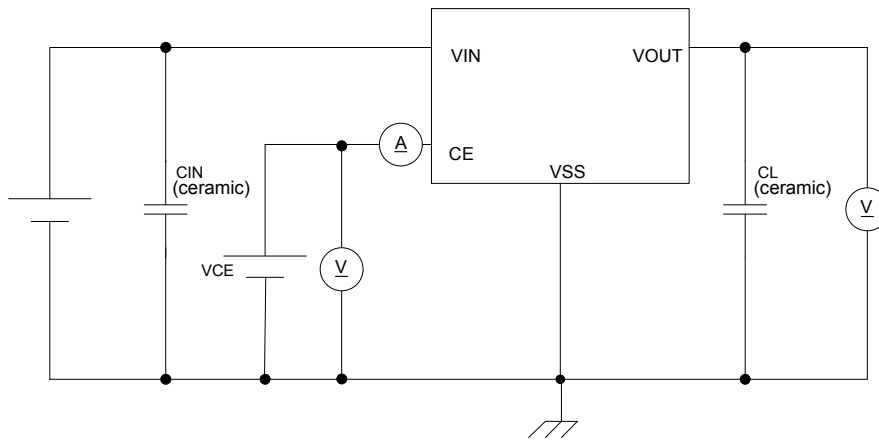 VIN
VOUT
A
CE
CIN
(ceramic)
VSS
CL
(ceramic)
V
VCE
V